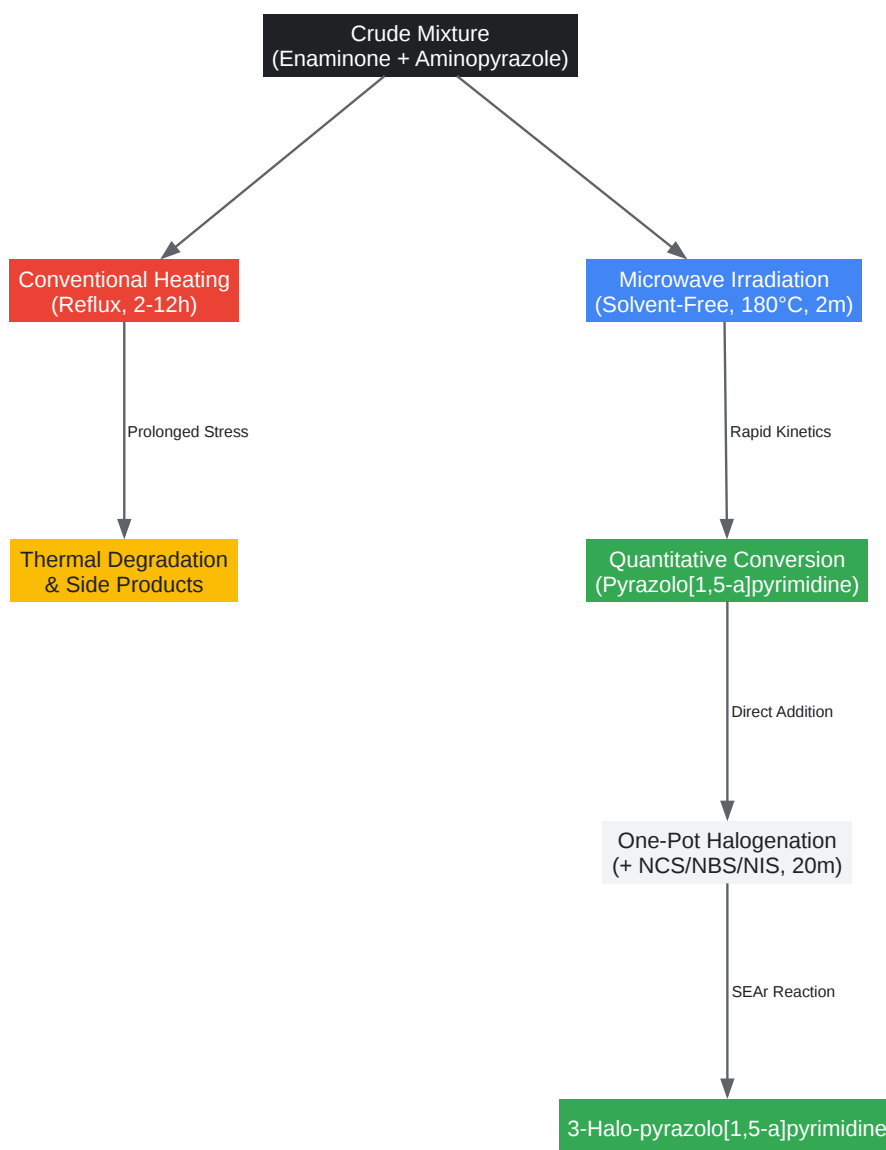 Crude Mixture
(Enaminone + Aminopyrazole)
Conventional Heating
(Reflux, 2-12h)
Microwave Irradiation
(Solvent-Free, 180°C, 2m)
Prolonged Stress
Rapid Kinetics
Thermal Degradation
& Side Products
Quantitative Conversion
(Pyrazolo[1,5-a]pyrimidine)
Direct Addition
One-Pot Halogenation
(+ NCS/NBS/NIS, 20m)
SEAr Reaction
3-Halo-pyrazolo[1,5-a]pyrimidine